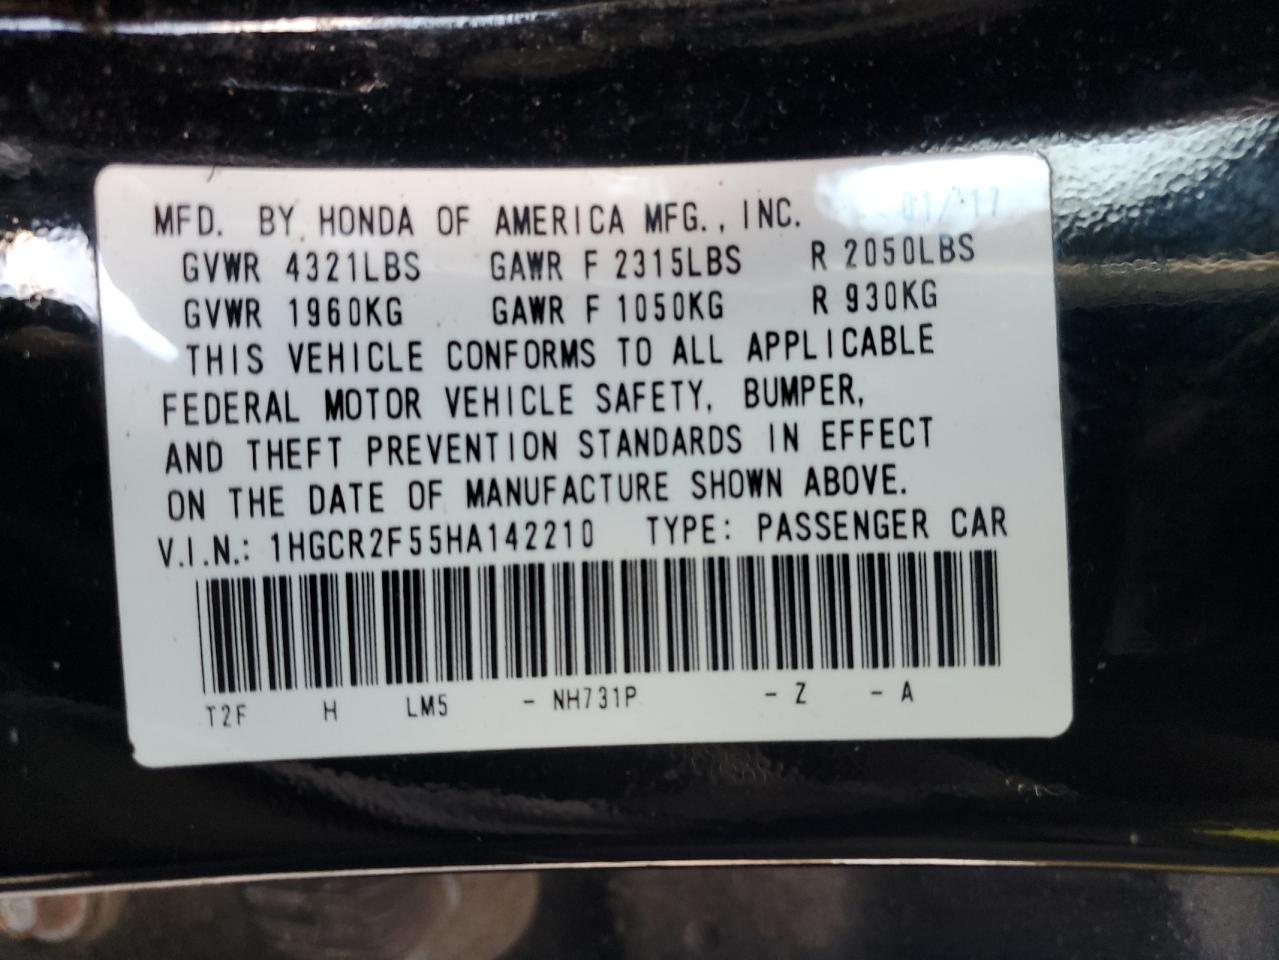 MFD. BY HONDA OF AMERICA MFG., INC. 01/17
GVWR 4321LBS GAWR F 2315LBS R 2050LBS
GVWR 1960KG GAWR F 1050KG R 930KG
THIS VEHICLE CONFORMS TO ALL APPLICABLE
FEDERAL MOTOR VEHICLE SAFETY, BUMPER,
AND THEFT PREVENTION STANDARDS IN EFFECT
ON THE DATE OF MANUFACTURE SHOWN ABOVE.
V.I.N.: 1HGCR2F55HA142210 TYPE: PASSENGER CAR
T2F H LM5 - NH731P - Z - A